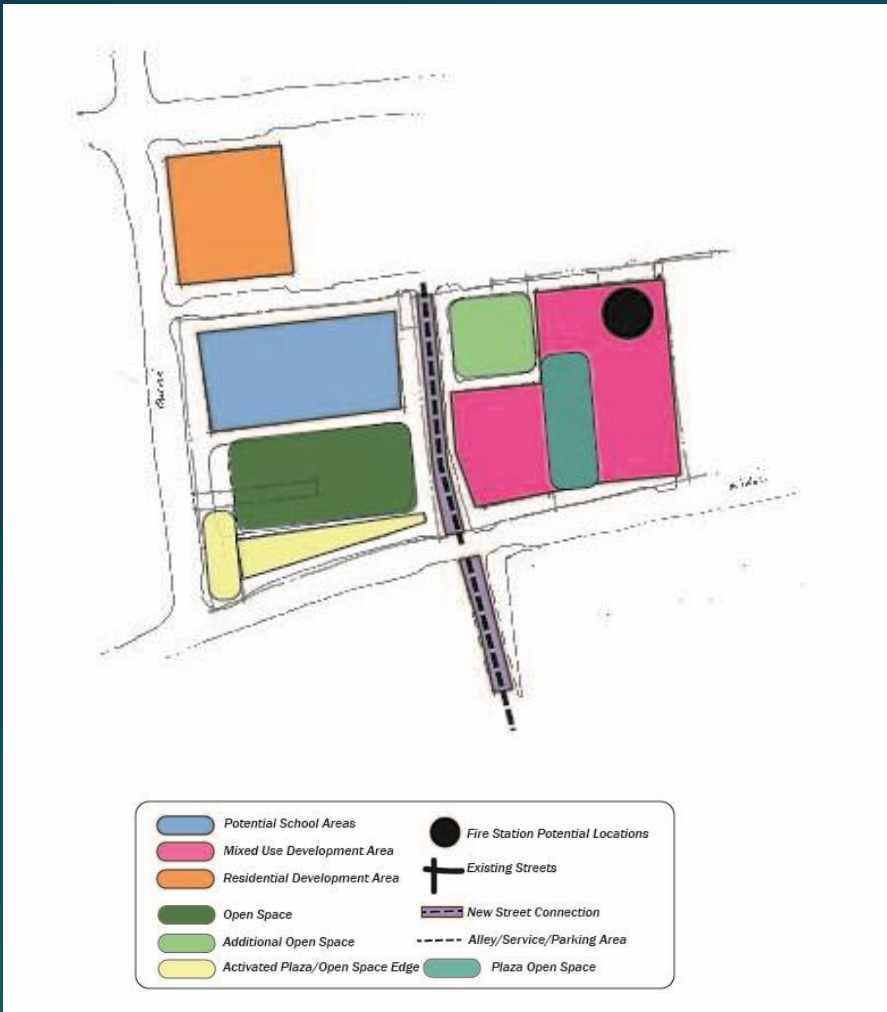 Potential School Areas
Mixed Use Development Area
Residential Development Area
Open Space
Additional Open Space
Activated Plaza/Open Space Edge
Fire Station Potential Locations
Existing Streets
New Street Connection
Alley/Service/Parking Area
Plaza Open Space